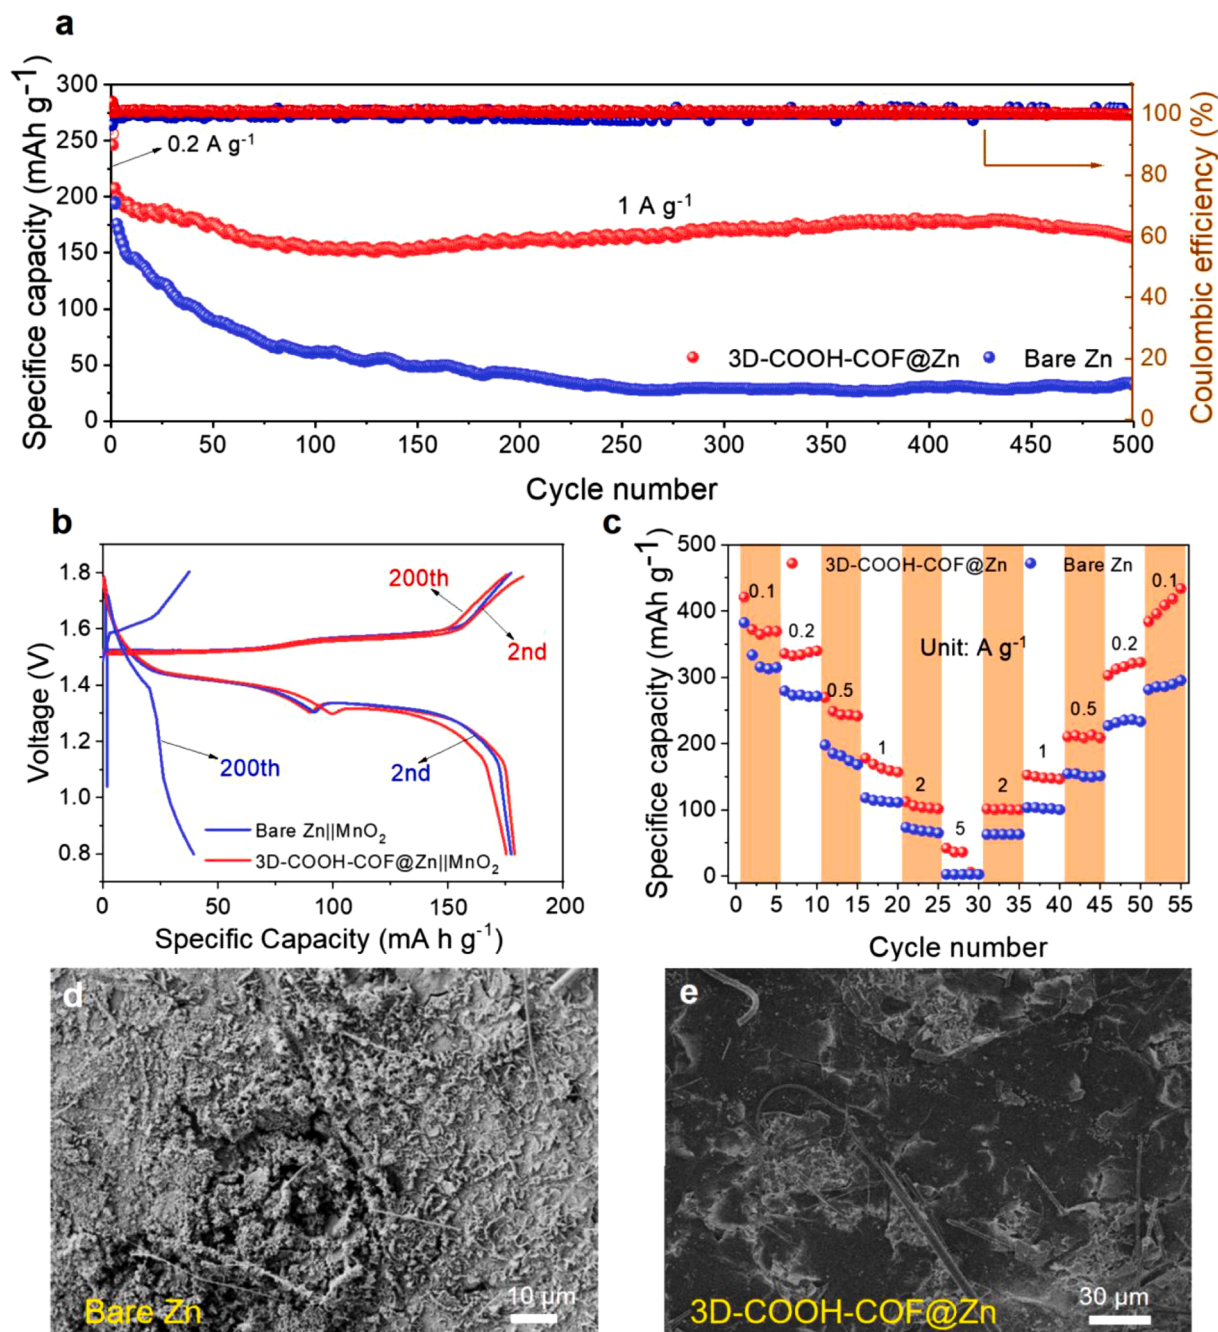 a
Specifice capacity (mAh g⁻¹)
300
250
200
150
100
50
0
0.2 A g⁻¹
1 A g⁻¹
3D-COOH-COF@Zn
Bare Zn
100
80
60
40
20
0
Coulombic efficiency (%)
0 50 100 150 200 250 300 350 400 450 500
Cycle number
b
Voltage (V)
1.8
1.6
1.4
1.2
1.0
0.8
200th
2nd
200th
2nd
Bare Zn||MnO₂
3D-COOH-COF@Zn||MnO₂
0 50 100 150 200
Specific Capacity (mA h g⁻¹)
c
Specifice capacity (mAh g⁻¹)
500
400
300
200
100
0
3D-COOH-COF@Zn
Bare Zn
Unit: A g⁻¹
0.1
0.2
0.5
1
2
5
2
1
0.5
0.2
0.1
0 5 10 15 20 25 30 35 40 45 50 55
Cycle number
d
Bare Zn
10 µm
e
3D-COOH-COF@Zn
30 µm